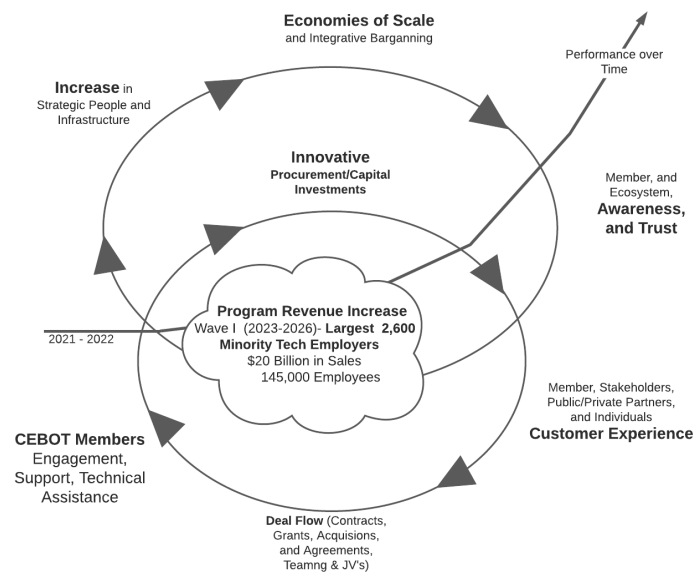 Economies of Scale
and Integrative Barganning
Performance over
Time
Increase in
Strategic People and
Infrastructure
Innovative
Procurement/Capital
Investments
Member, and
Ecosystem,
Awareness,
and Trust
Program Revenue Increase
Wave I (2023-2026)- Largest 2,600
Minority Tech Employers
$20 Billion in Sales
145,000 Employees
2021 - 2022
Member, Stakeholders,
Public/Private Partners,
and Individuals
Customer Experience
CEBOT Members
Engagement,
Support, Technical
Assistance
Deal Flow (Contracts,
Grants, Acquisions,
and Agreements,
Teamng & JV's)